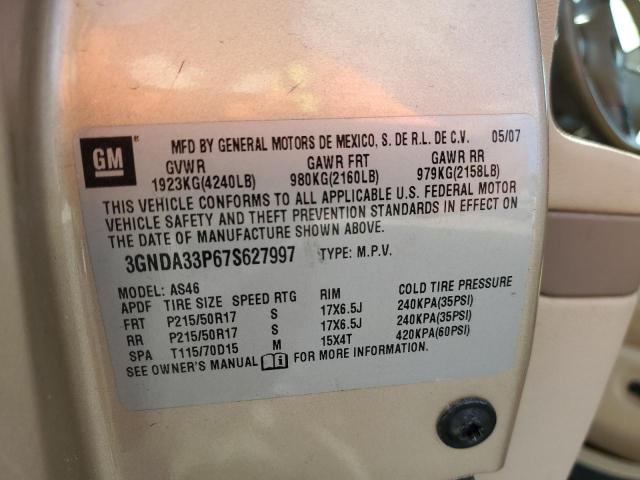 GM ® MFD BY GENERAL MOTORS DE MEXICO, S. DE R.L. DE C.V. 05/07
GVWR GAWR FRT GAWR RR
1923KG(4240LB) 980KG(2160LB) 979KG(2158LB)
THIS VEHICLE CONFORMS TO ALL APPLICABLE U.S. FEDERAL MOTOR
VEHICLE SAFETY AND THEFT PREVENTION STANDARDS IN EFFECT ON
THE DATE OF MANUFACTURE SHOWN ABOVE.
3GNDA33P67S627997 TYPE: M.P.V.
MODEL: AS46
APDF TIRE SIZE SPEED RTG RIM COLD TIRE PRESSURE
FRT P215/50R17 S 17X6.5J 240KPA(35PSI)
RR P215/50R17 S 17X6.5J 240KPA(35PSI)
SPA T115/70D15 M 15X4T 420KPA(60PSI)
SEE OWNER'S MANUAL FOR MORE INFORMATION.